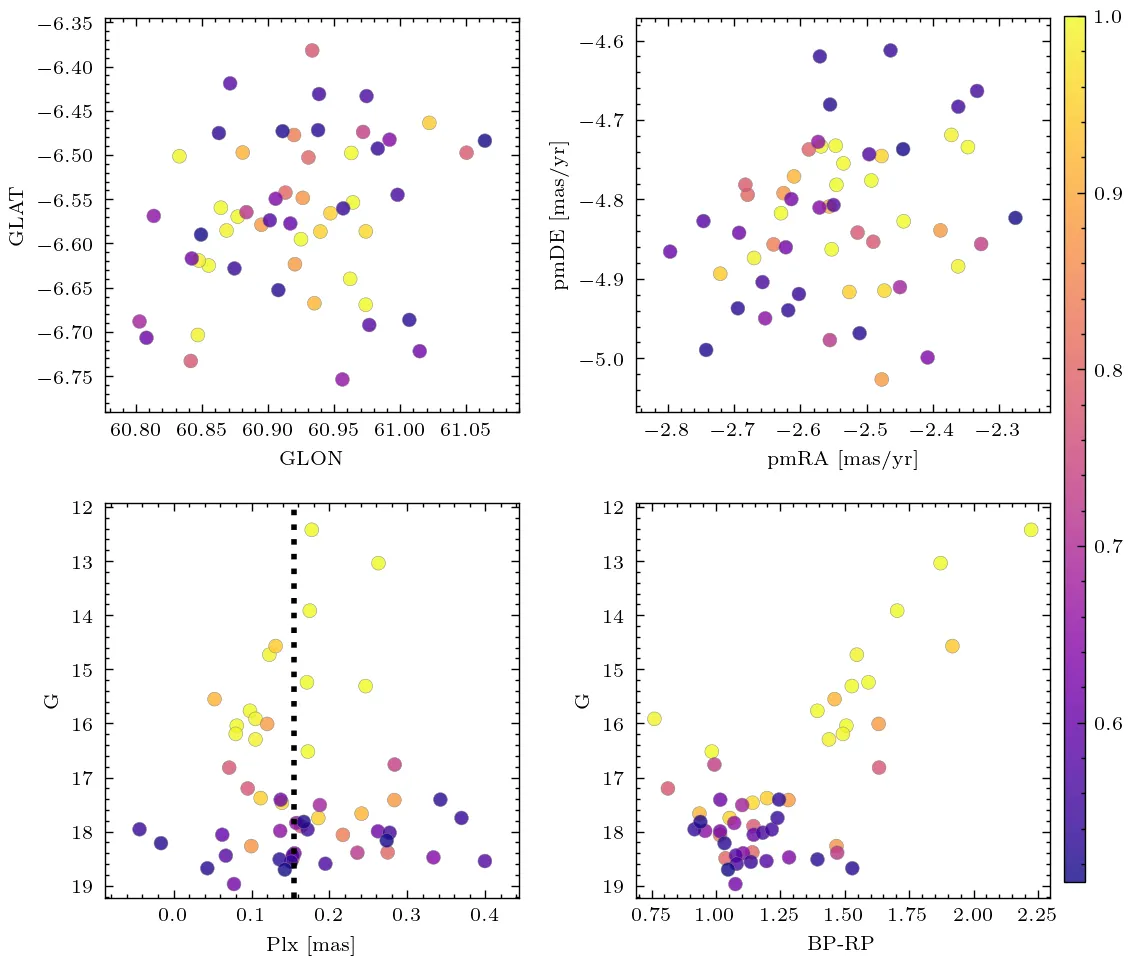 −6.35
−6.40
−6.45
−6.50
−6.55
−6.60
−6.65
−6.70
−6.75
GLAT
60.80 60.85 60.90 60.95 61.00 61.05
GLON
−4.6
−4.7
−4.8
−4.9
−5.0
pmDE [mas/yr]
−2.8 −2.7 −2.6 −2.5 −2.4 −2.3
pmRA [mas/yr]
12
13
14
15
16
17
18
19
G
0.0 0.1 0.2 0.3 0.4
Plx [mas]
12
13
14
15
16
17
18
19
G
0.75 1.00 1.25 1.50 1.75 2.00 2.25
BP-RP
1.0
0.9
0.8
0.7
0.6